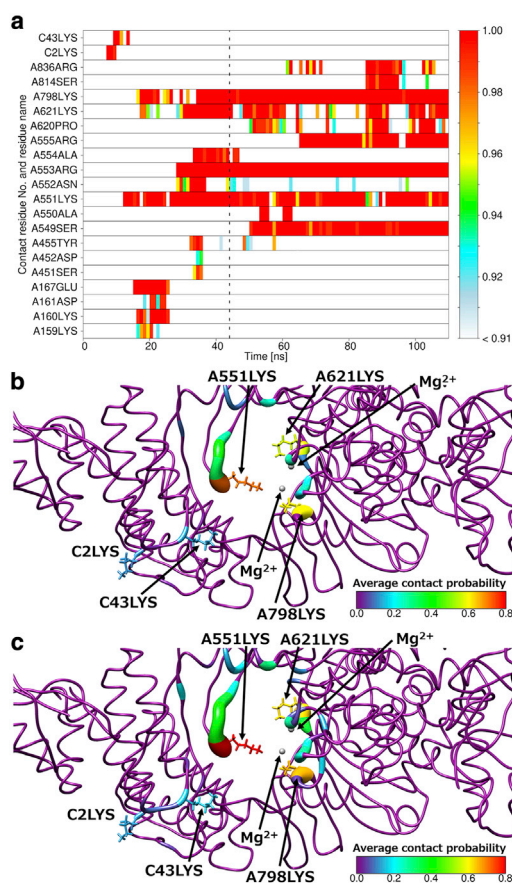 a
C43LYS
C2LYS
A836ARG
A814SER
A798LYS
A621LYS
A620PRO
A555ARG
A554ALA
A553ARG
A552ASN
A551LYS
A550ALA
A549SER
A455TYR
A452ASP
A451SER
A167GLU
A161ASP
A160LYS
A159LYS
Contact residue No. and residue name
0 20 40 60 80 100
Time [ns]
1.00
0.98
0.96
0.94
0.92
< 0.91
b
A551LYS A621LYS Mg2+
C2LYS
C43LYS
Mg2+
A798LYS
Average contact probability
0.0 0.2 0.4 0.6 0.8
c
A551LYS A621LYS Mg2+
C2LYS
C43LYS
Mg2+
A798LYS
Average contact probability
0.0 0.2 0.4 0.6 0.8